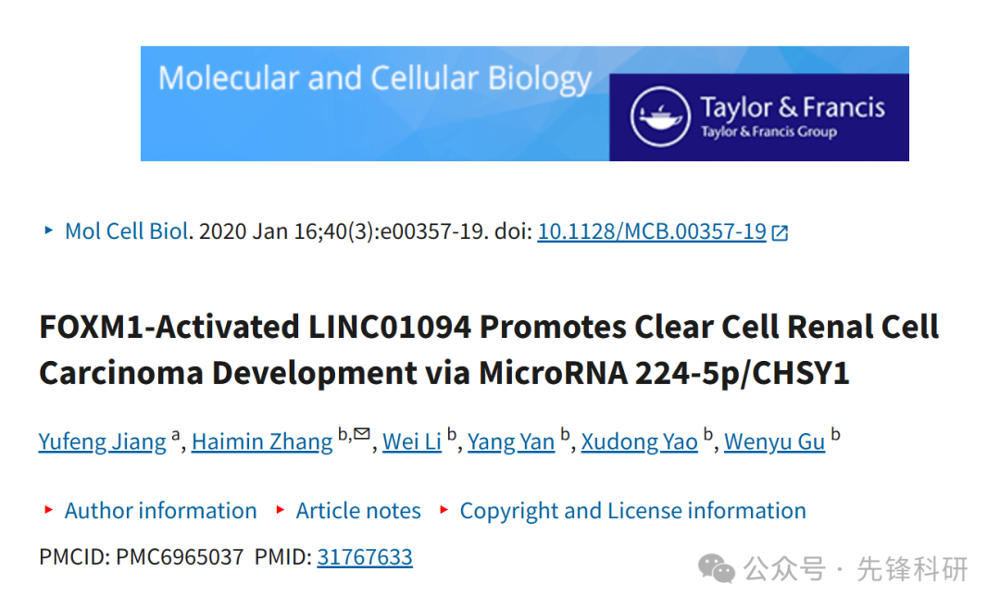 Molecular and Cellular Biology
Taylor & Francis
Taylor & Francis Group
Mol Cell Biol. 2020 Jan 16;40(3):e00357-19. doi: 10.1128/MCB.00357-19
FOXM1-Activated LINC01094 Promotes Clear Cell Renal Cell
Carcinoma Development via MicroRNA 224-5p/CHSY1
Yufeng Jiang a, Haimin Zhang b,✉, Wei Li b, Yang Yan b, Xudong Yao b, Wenyu Gu b
Author information Article notes Copyright and License information
PMCID: PMC6965037 PMID: 31767633
公众号 · 先锋科研